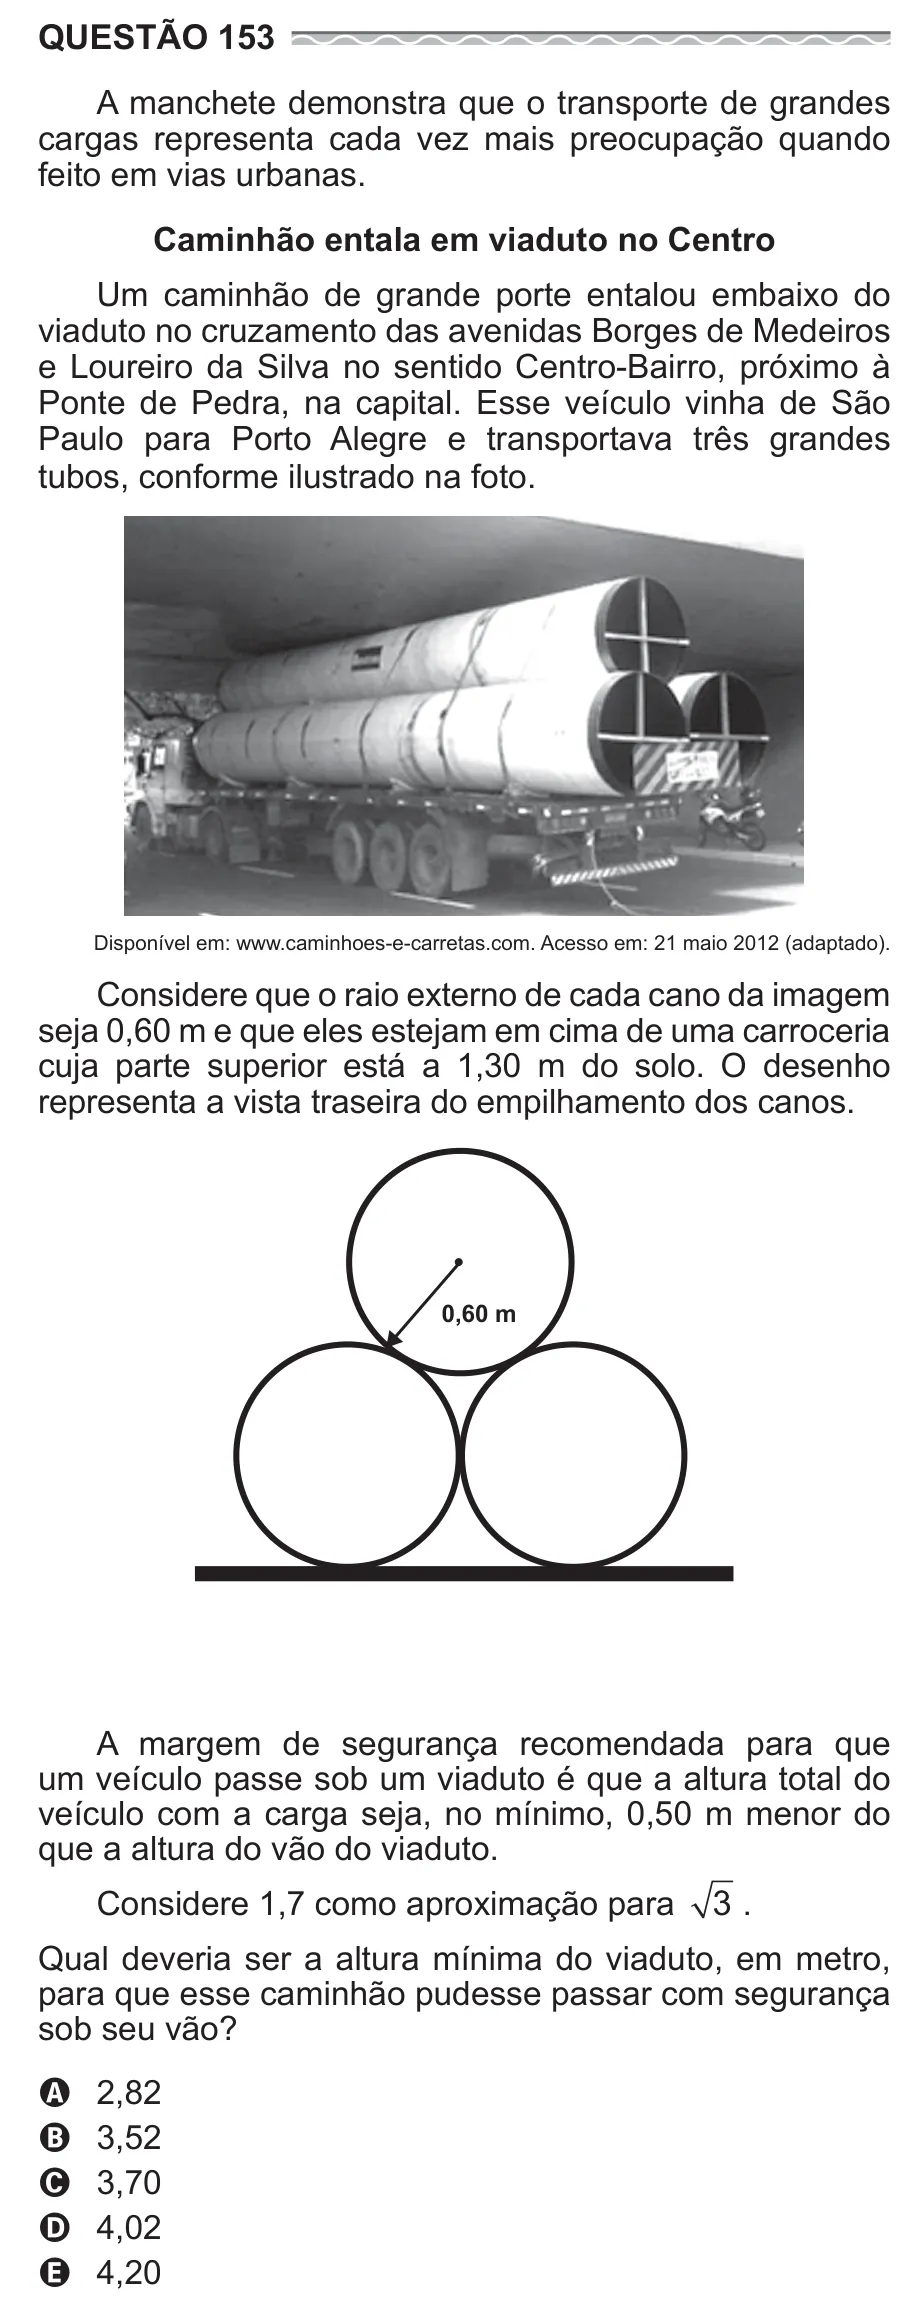 QUESTÃO 153
A manchete demonstra que o transporte de grandes
cargas representa cada vez mais preocupação quando
feito em vias urbanas.
Caminhão entala em viaduto no Centro
Um caminhão de grande porte entalou embaixo do
viaduto no cruzamento das avenidas Borges de Medeiros
e Loureiro da Silva no sentido Centro-Bairro, próximo à
Ponte de Pedra, na capital. Esse veículo vinha de São
Paulo para Porto Alegre e transportava três grandes
tubos, conforme ilustrado na foto.
Disponível em: www.caminhoes-e-carretas.com. Acesso em: 21 maio 2012 (adaptado).
Considere que o raio externo de cada cano da imagem
seja 0,60 m e que eles estejam em cima de uma carroceria
cuja parte superior está a 1,30 m do solo. O desenho
representa a vista traseira do empilhamento dos canos.
0,60 m
A margem de segurança recomendada para que
um veículo passe sob um viaduto é que a altura total do
veículo com a carga seja, no mínimo, 0,50 m menor do
que a altura do vão do viaduto.
Considere 1,7 como aproximação para √3 .
Qual deveria ser a altura mínima do viaduto, em metro,
para que esse caminhão pudesse passar com segurança
sob seu vão?
A 2,82
B 3,52
C 3,70
D 4,02
E 4,20